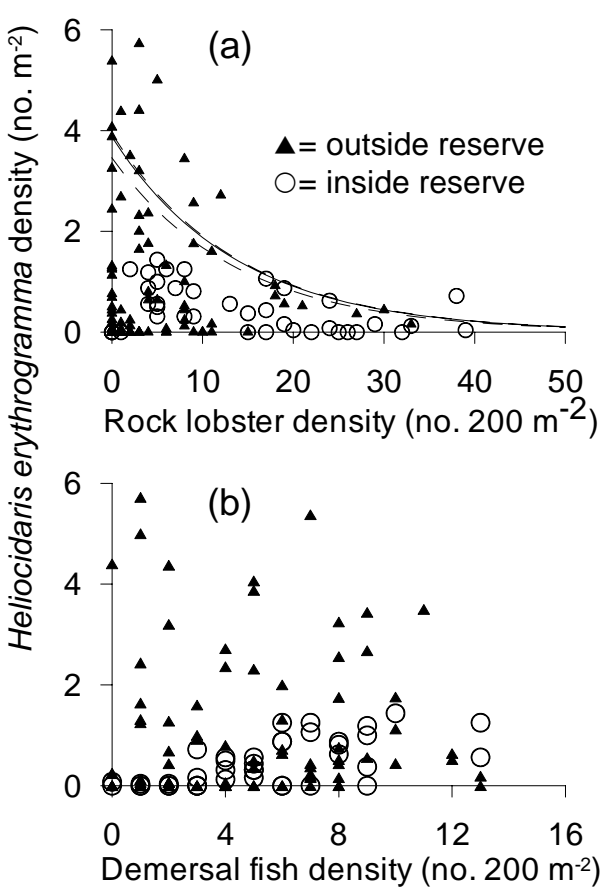 Heliocidaris erythrogramma density (no. m-2)
6
(a)
4
▲= outside reserve
○= inside reserve
2
0
0 10 20 30 40 50
Rock lobster density (no. 200 m-2)
6
(b)
4
2
0
0 4 8 12 16
Demersal fish density (no. 200 m-2)